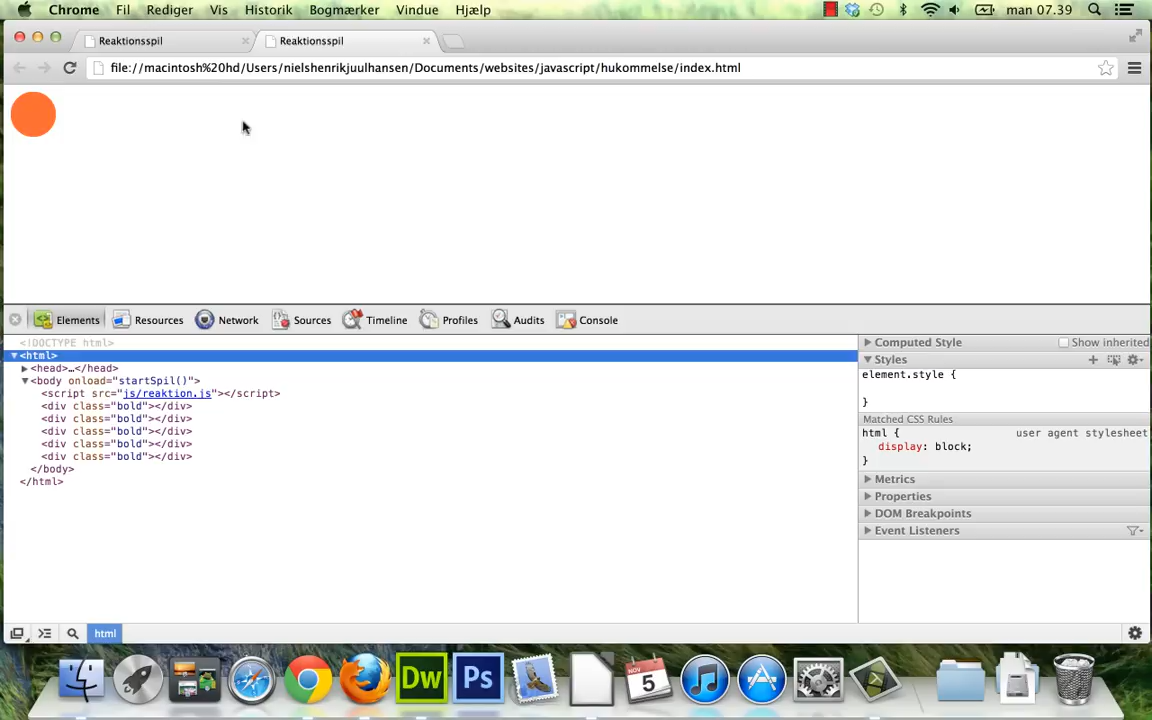 Chrome Fil Rediger Vis Historik Bogmærker Vindue Hjælp man 07.39
Reaktionsspil Reaktionsspil
file://macintosh%20hd/Users/nielshenrikjuulhansen/Documents/websites/javascript/hukommelse/index.html
Elements Resources Network Sources Timeline Profiles Audits Console
<!DOCTYPE html>
<html>
<head>…</head>
<body onload="startSpil()">
<script src="js/reaktion.js"></script>
<div class="bold"></div>
<div class="bold"></div>
<div class="bold"></div>
<div class="bold"></div>
<div class="bold"></div>
</body>
</html>
Computed Style Show inherited
Styles
element.style {
}
Matched CSS Rules
html { user agent stylesheet
display: block;
}
Metrics
Properties
DOM Breakpoints
Event Listeners
html
Dw Ps NOV 5